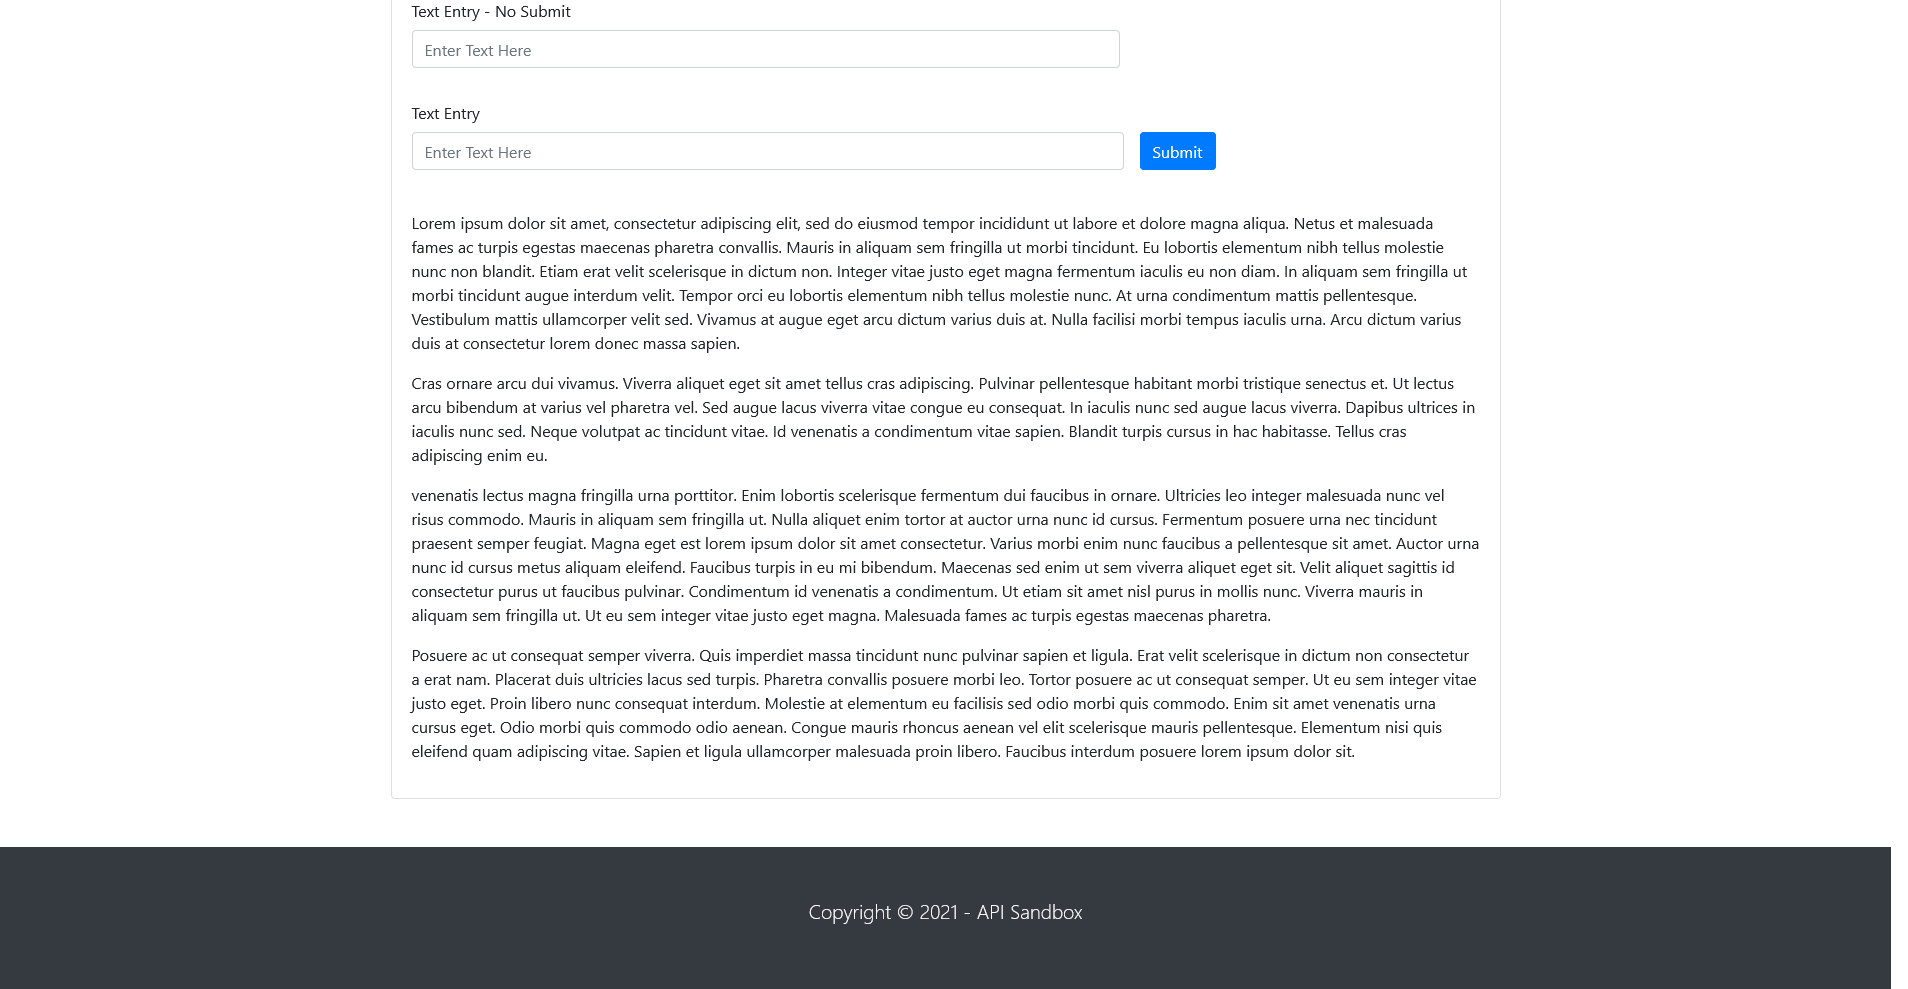 Text Entry - No Submit
Enter Text Here
Text Entry
Enter Text Here
Submit
Lorem ipsum dolor sit amet, consectetur adipiscing elit, sed do eiusmod tempor incididunt ut labore et dolore magna aliqua. Netus et malesuada
fames ac turpis egestas maecenas pharetra convallis. Mauris in aliquam sem fringilla ut morbi tincidunt. Eu lobortis elementum nibh tellus molestie
nunc non blandit. Etiam erat velit scelerisque in dictum non. Integer vitae justo eget magna fermentum iaculis eu non diam. In aliquam sem fringilla ut
morbi tincidunt augue interdum velit. Tempor orci eu lobortis elementum nibh tellus molestie nunc. At urna condimentum mattis pellentesque.
Vestibulum mattis ullamcorper velit sed. Vivamus at augue eget arcu dictum varius duis at. Nulla facilisi morbi tempus iaculis urna. Arcu dictum varius
duis at consectetur lorem donec massa sapien.
Cras ornare arcu dui vivamus. Viverra aliquet eget sit amet tellus cras adipiscing. Pulvinar pellentesque habitant morbi tristique senectus et. Ut lectus
arcu bibendum at varius vel pharetra vel. Sed augue lacus viverra vitae congue eu consequat. In iaculis nunc sed augue lacus viverra. Dapibus ultrices in
iaculis nunc sed. Neque volutpat ac tincidunt vitae. Id venenatis a condimentum vitae sapien. Blandit turpis cursus in hac habitasse. Tellus cras
adipiscing enim eu.
venenatis lectus magna fringilla urna porttitor. Enim lobortis scelerisque fermentum dui faucibus in ornare. Ultricies leo integer malesuada nunc vel
risus commodo. Mauris in aliquam sem fringilla ut. Nulla aliquet enim tortor at auctor urna nunc id cursus. Fermentum posuere urna nec tincidunt
praesent semper feugiat. Magna eget est lorem ipsum dolor sit amet consectetur. Varius morbi enim nunc faucibus a pellentesque sit amet. Auctor urna
nunc id cursus metus aliquam eleifend. Faucibus turpis in eu mi bibendum. Maecenas sed enim ut sem viverra aliquet eget sit. Velit aliquet sagittis id
consectetur purus ut faucibus pulvinar. Condimentum id venenatis a condimentum. Ut etiam sit amet nisl purus in mollis nunc. Viverra mauris in
aliquam sem fringilla ut. Ut eu sem integer vitae justo eget magna. Malesuada fames ac turpis egestas maecenas pharetra.
Posuere ac ut consequat semper viverra. Quis imperdiet massa tincidunt nunc pulvinar sapien et ligula. Erat velit scelerisque in dictum non consectetur
a erat nam. Placerat duis ultricies lacus sed turpis. Pharetra convallis posuere morbi leo. Tortor posuere ac ut consequat semper. Ut eu sem integer vitae
justo eget. Proin libero nunc consequat interdum. Molestie at elementum eu facilisis sed odio morbi quis commodo. Enim sit amet venenatis urna
cursus eget. Odio morbi quis commodo odio aenean. Congue mauris rhoncus aenean vel elit scelerisque mauris pellentesque. Elementum nisi quis
eleifend quam adipiscing vitae. Sapien et ligula ullamcorper malesuada proin libero. Faucibus interdum posuere lorem ipsum dolor sit.
Copyright © 2021 - API Sandbox